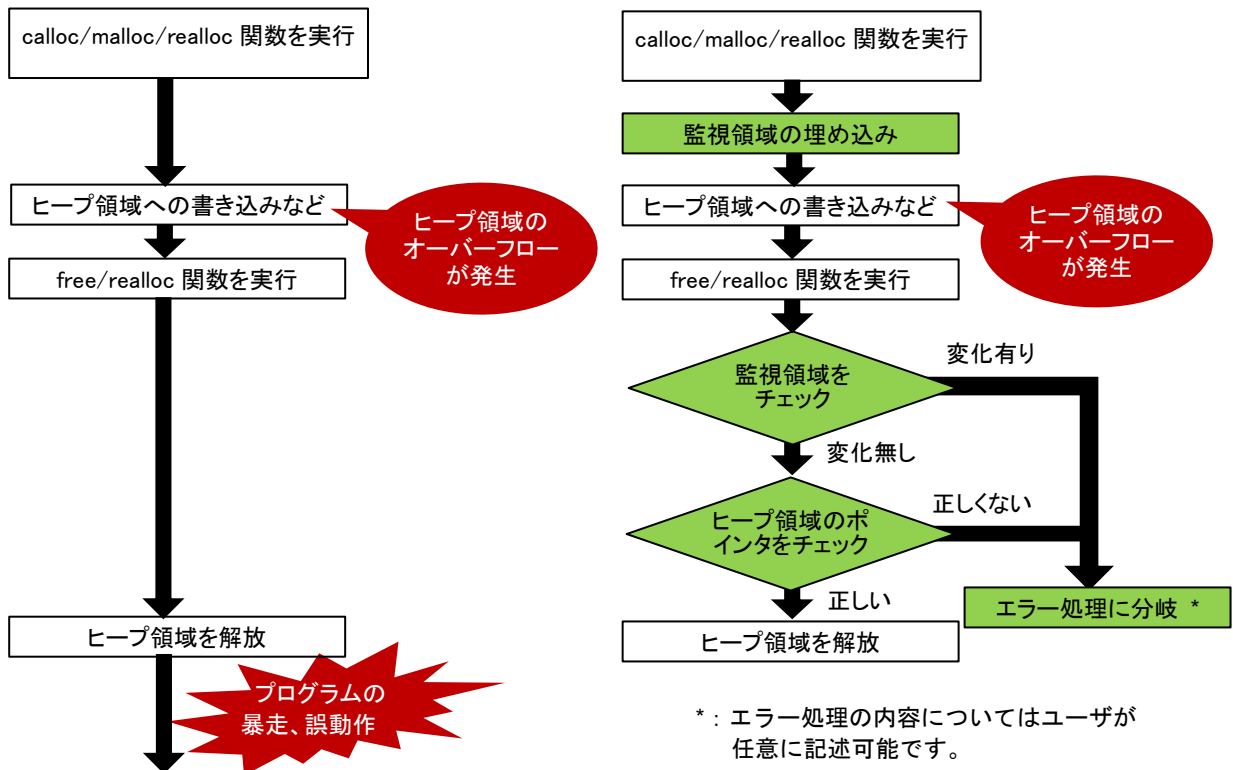 calloc/malloc/realloc 関数を実行
ヒープ領域への書き込みなど
ヒープ領域の
オーバーフロー
が発生
free/realloc 関数を実行
ヒープ領域を解放
プログラムの
暴走、誤動作
calloc/malloc/realloc 関数を実行
監視領域の埋め込み
ヒープ領域への書き込みなど
ヒープ領域の
オーバーフロー
が発生
free/realloc 関数を実行
監視領域を
チェック
変化有り
変化無し
ヒープ領域のポ
インタをチェック
正しくない
正しい
エラー処理に分岐 *
ヒープ領域を解放
* : エラー処理の内容についてはユーザが
任意に記述可能です。